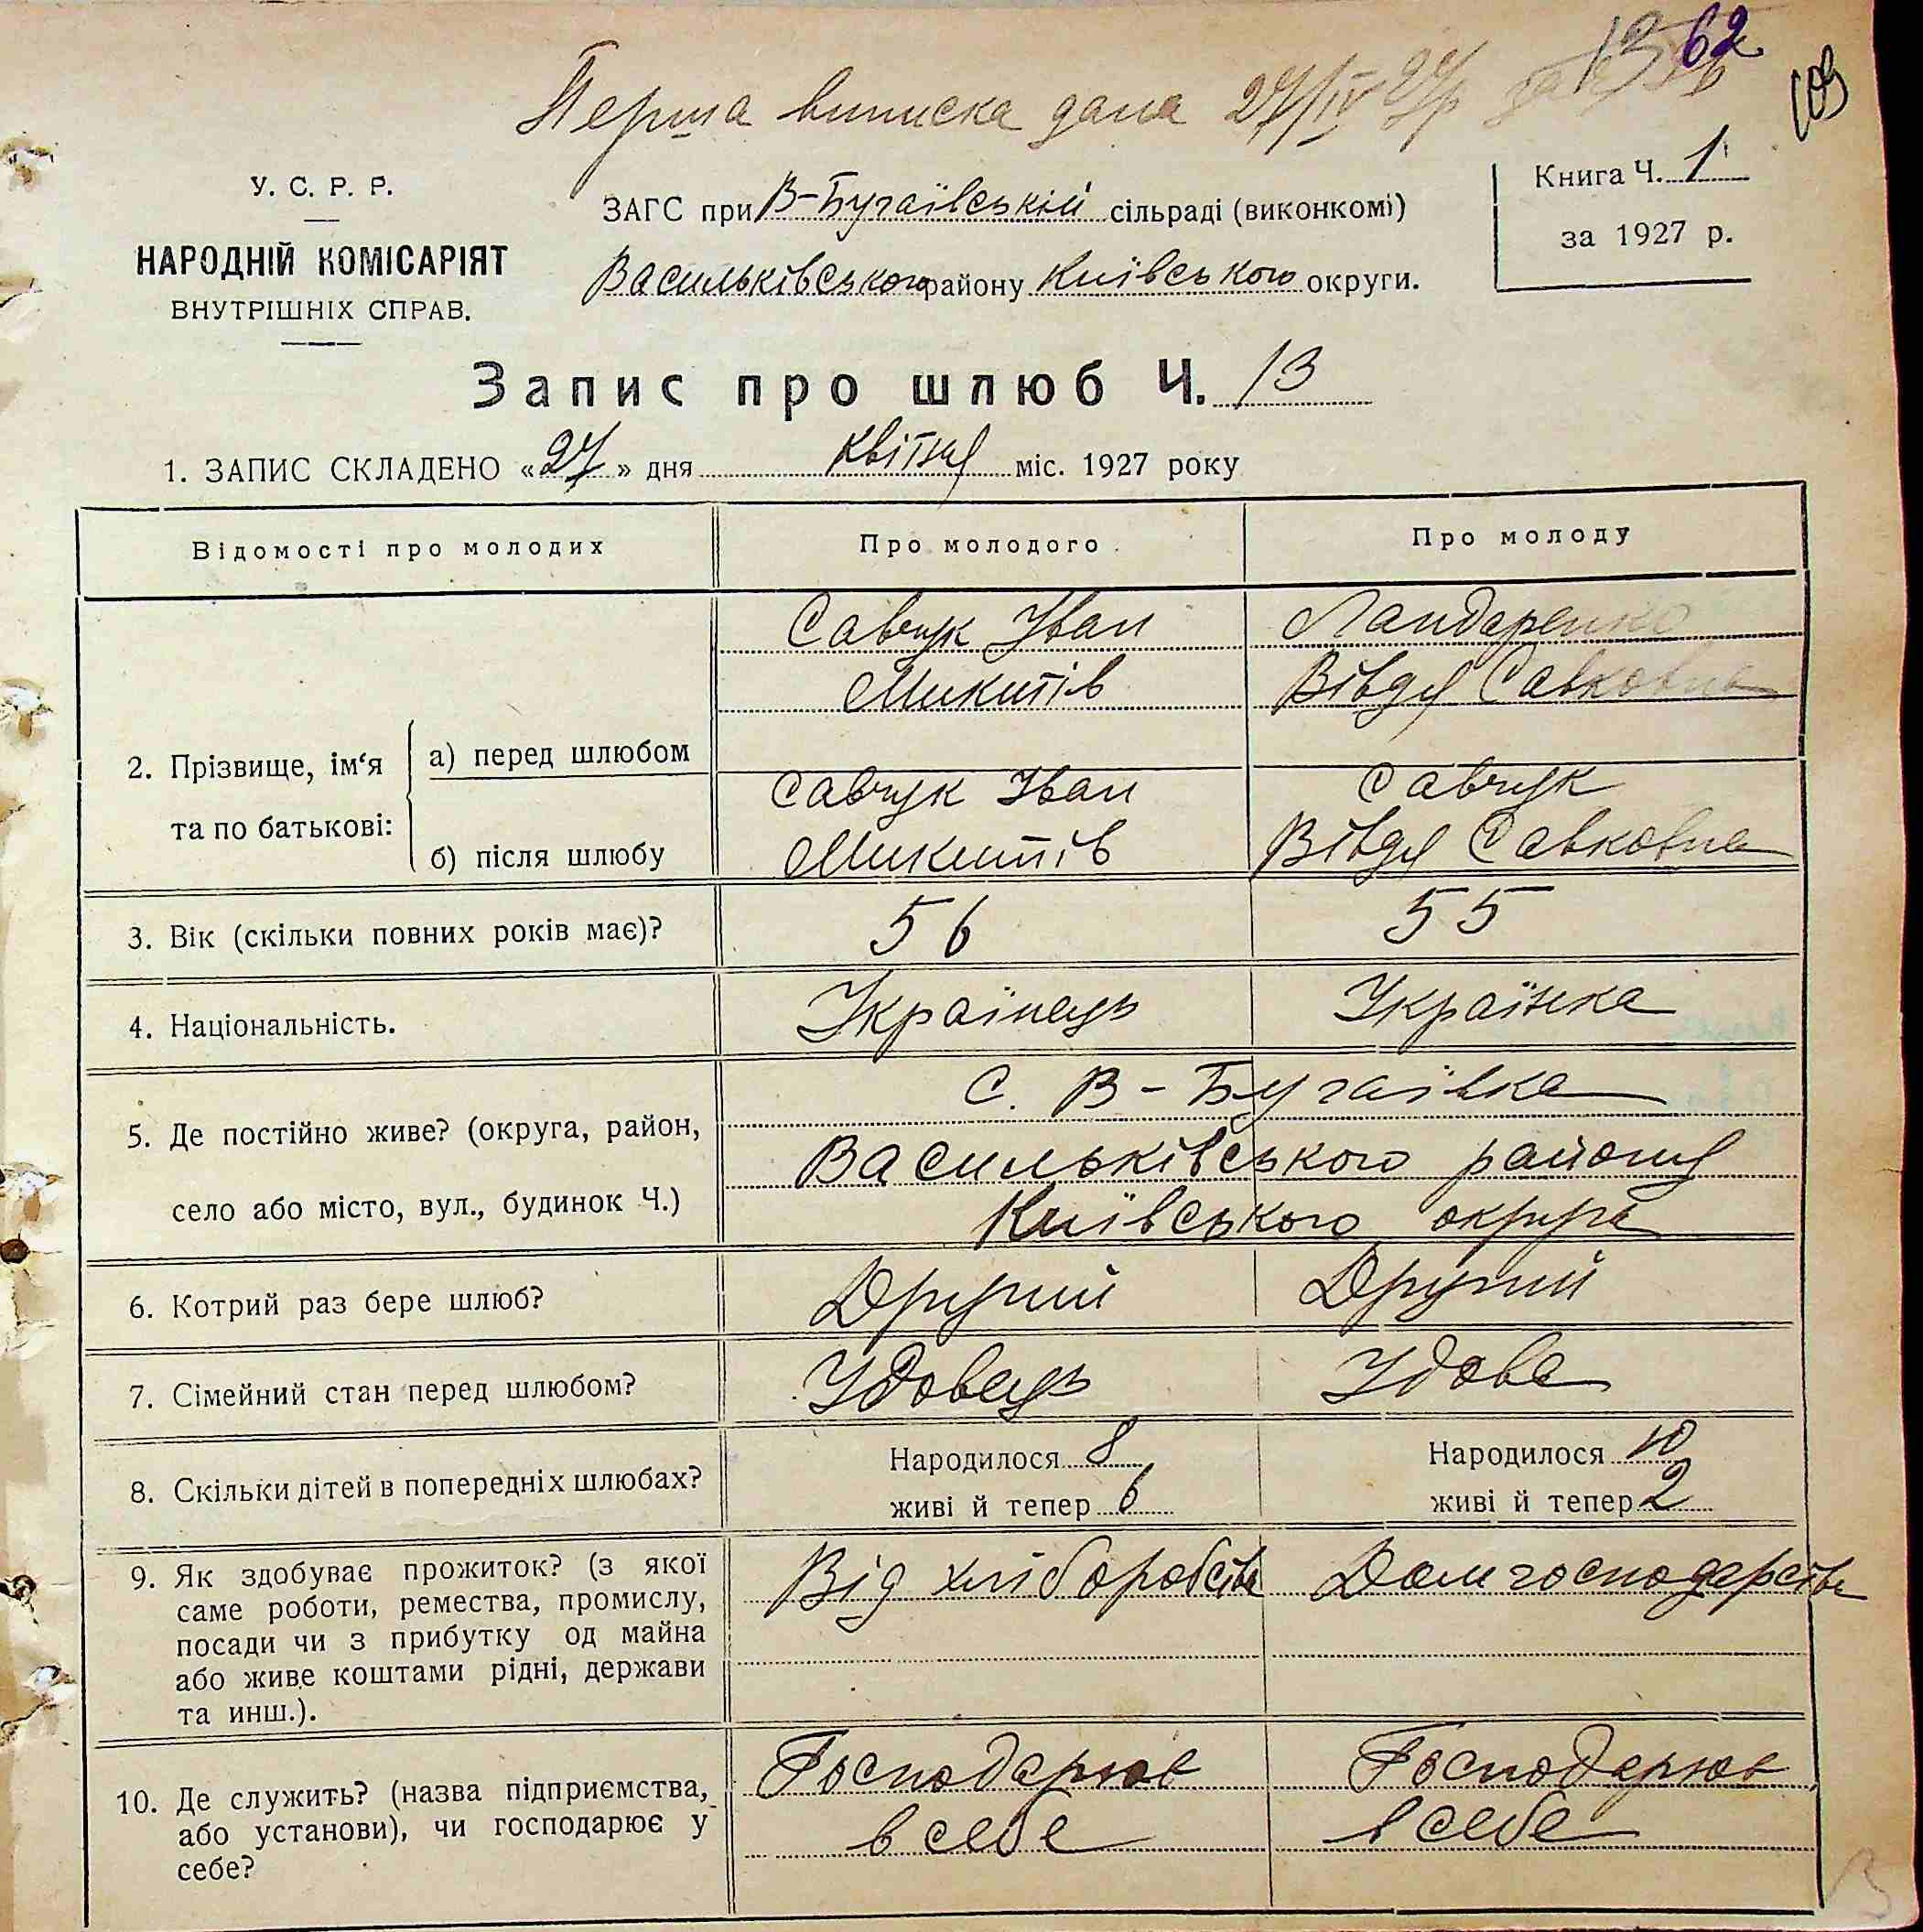 62
109
Перша виписка дана 27/IV 27р
У. С. Р. Р.
НАРОДНІЙ КОМІСАРІЯТ
ВНУТРІШНІХ СПРАВ.
ЗАГС при В-Бугаївській сільраді (виконкомі)
Васильківського району Київського округи.
Книга Ч. 1
за 1927 р.
Запис про шлюб Ч. 13
1. ЗАПИС СКЛАДЕНО «27» дня квітня міс. 1927 року
Відомості про молодих Про молодого Про молоду
2. Прізвище, ім‘я та по батькові:
а) перед шлюбом
Савчук Іван
Микитів
Ландаренко
Вівдя Савковна
б) після шлюбу
Савчук Іван
Микитів
Савчук
Вівдя Савковна
3. Вік (скільки повних років має)? 56 55
4. Національність. Українець Українка
5. Де постійно живе? (округа, район,
село або місто, вул., будинок Ч.)
С. В-Бугаївка
Васильківського району
Київського округи
6. Котрий раз бере шлюб? Другий Другий
7. Сімейний стан перед шлюбом? Удовець Удова
8. Скільки дітей в попередніх шлюбах?
Народилося 8
живі й тепер 6
Народилося 10
живі й тепер 2
9. Як здобуває прожиток? (з якої
саме роботи, ремества, промислу,
посади чи з прибутку од майна
або живе коштами рідні, держави
та инш.).
Від хліборобства Домгосподарства
10. Де служить? (назва підприємства,
або установи), чи господарює у
себе?
Господарює
в себе
Господарює
в себе